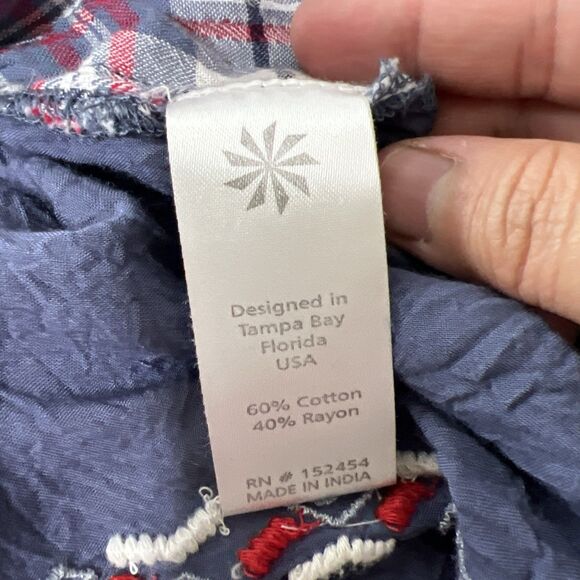 Designed in
Tampa Bay
Florida
USA
60% Cotton
40% Rayon
RN # 152454
MADE IN INDIA